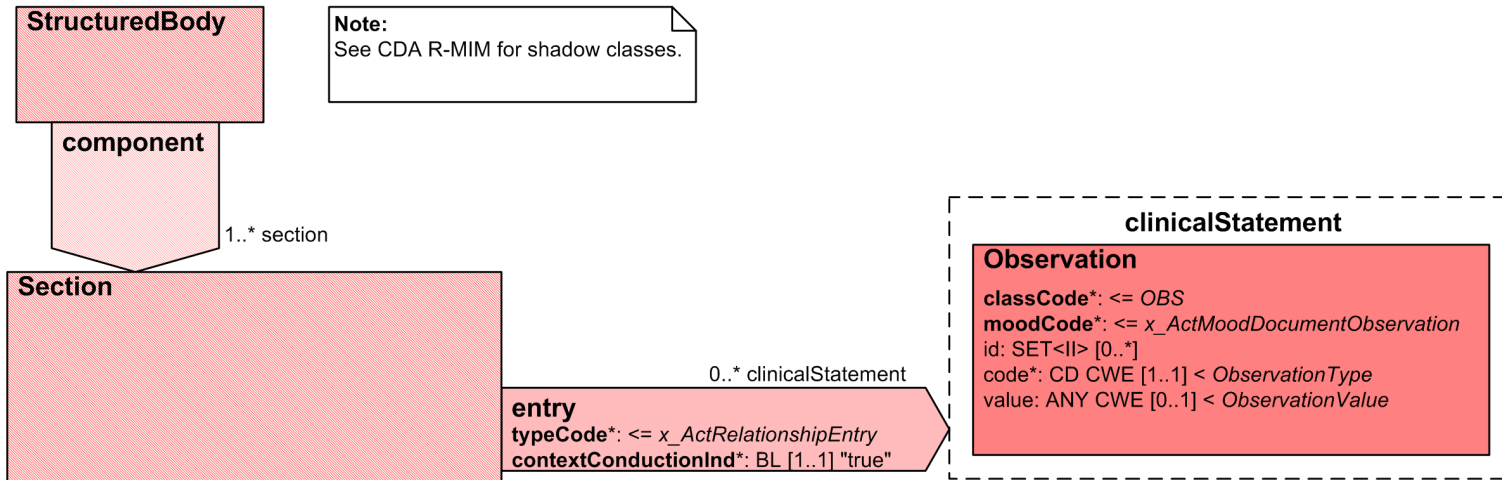 StructuredBody
Note:
See CDA R-MIM for shadow classes.
component
1..* section
clinicalStatement
Observation
classCode*: <= OBS
moodCode*: <= x_ActMoodDocumentObservation
id: SET<II> [0..*]
code*: CD CWE [1..1] < ObservationType
value: ANY CWE [0..1] < ObservationValue
Section
0..* clinicalStatement
entry
typeCode*: <= x_ActRelationshipEntry
contextConductionInd*: BL [1..1] "true"